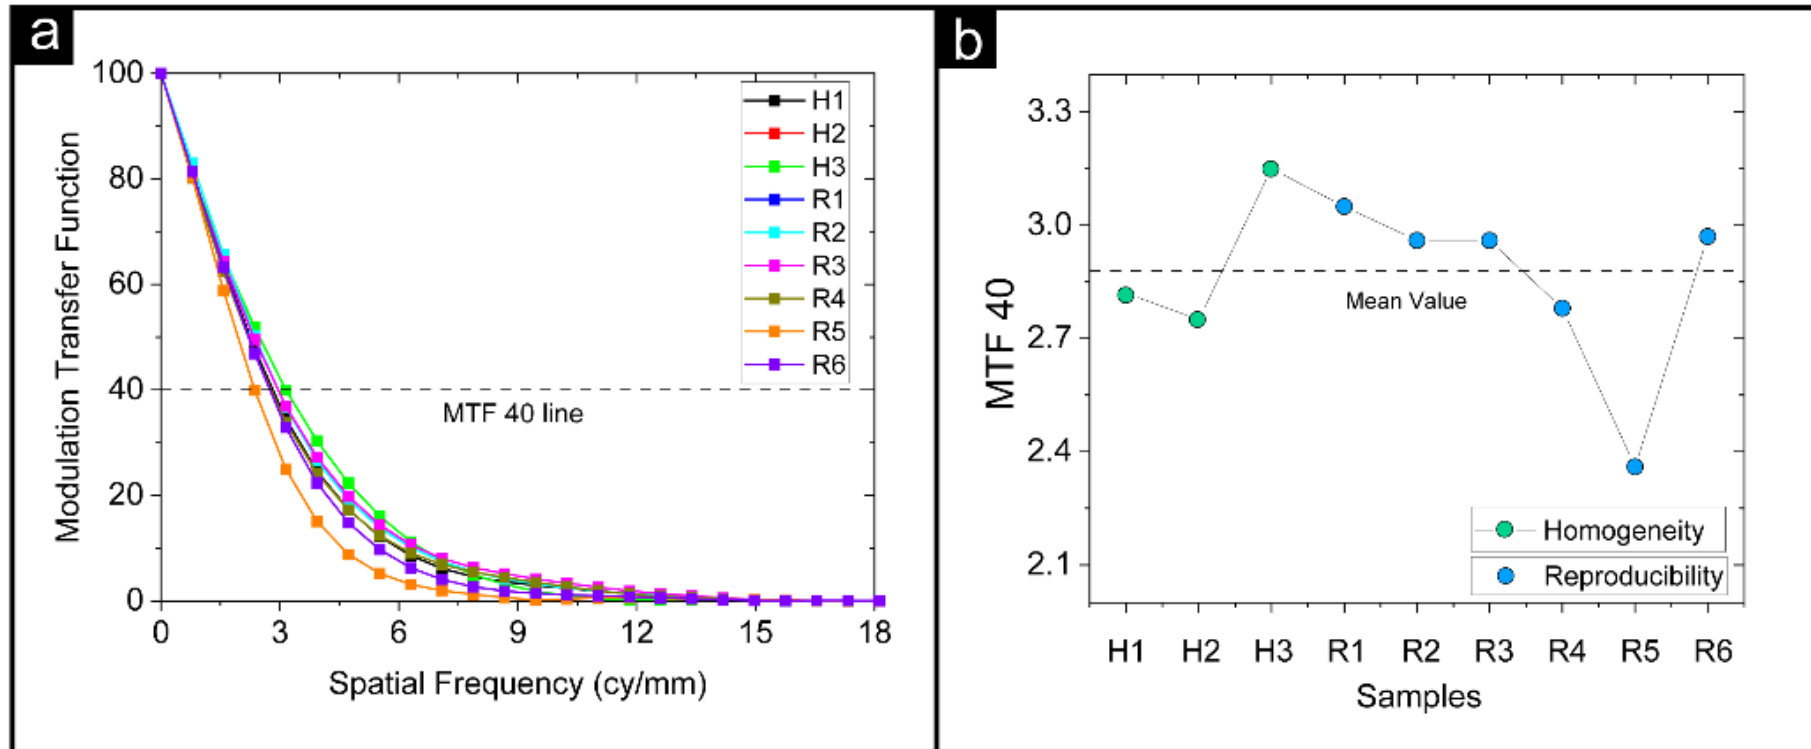 a
Modulation Transfer Function
100
80
60
40
20
0
0 3 6 9 12 15 18
Spatial Frequency (cy/mm)
H1
H2
H3
R1
R2
R3
R4
R5
R6
MTF 40 line
b
MTF 40
3.3
3.0
2.7
2.4
2.1
Mean Value
Homogeneity
Reproducibility
H1 H2 H3 R1 R2 R3 R4 R5 R6
Samples